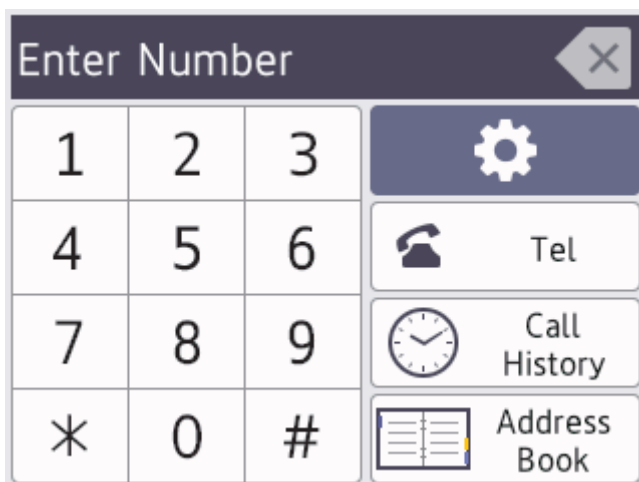 Enter Number
1 2 3
4 5 6
Tel
7 8 9
Call
History
* 0 #
Address
Book